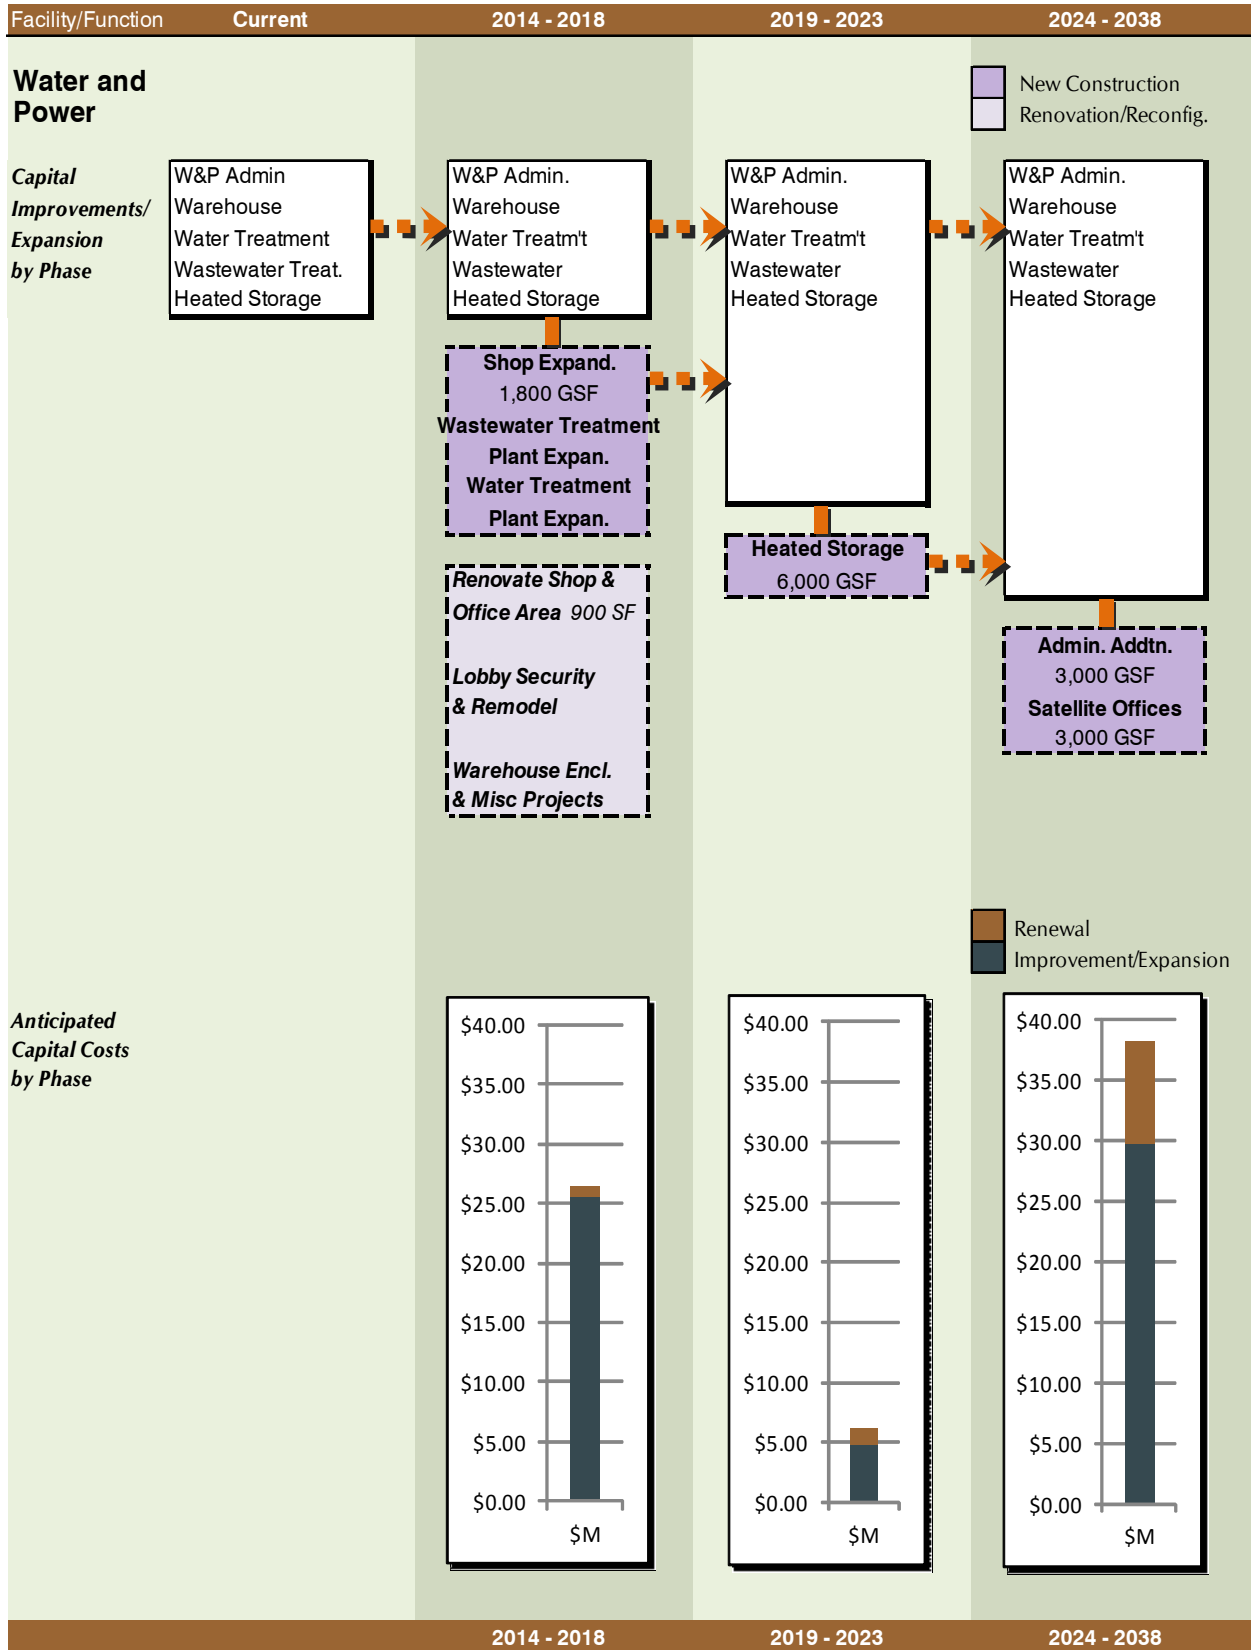 Facility/Function Current 2014 - 2018 2019 - 2023 2024 - 2038
Water and
Power
New Construction
Renovation/Reconfig.
Capital
Improvements/
Expansion
by Phase
W&P Admin
Warehouse
Water Treatment
Wastewater Treat.
Heated Storage
W&P Admin.
Warehouse
Water Treatm't
Wastewater
Heated Storage
Shop Expand.
1,800 GSF
Wastewater Treatment
Plant Expan.
Water Treatment
Plant Expan.
Renovate Shop &
Office Area 900 SF
Lobby Security
& Remodel
Warehouse Encl.
& Misc Projects
W&P Admin.
Warehouse
Water Treatm't
Wastewater
Heated Storage
Heated Storage
6,000 GSF
W&P Admin.
Warehouse
Water Treatm't
Wastewater
Heated Storage
Admin. Addtn.
3,000 GSF
Satellite Offices
3,000 GSF
Renewal
Improvement/Expansion
Anticipated
Capital Costs
by Phase
$40.00
$35.00
$30.00
$25.00
$20.00
$15.00
$10.00
$5.00
$0.00
$M
$40.00
$35.00
$30.00
$25.00
$20.00
$15.00
$10.00
$5.00
$0.00
$M
$40.00
$35.00
$30.00
$25.00
$20.00
$15.00
$10.00
$5.00
$0.00
$M
2014 - 2018 2019 - 2023 2024 - 2038